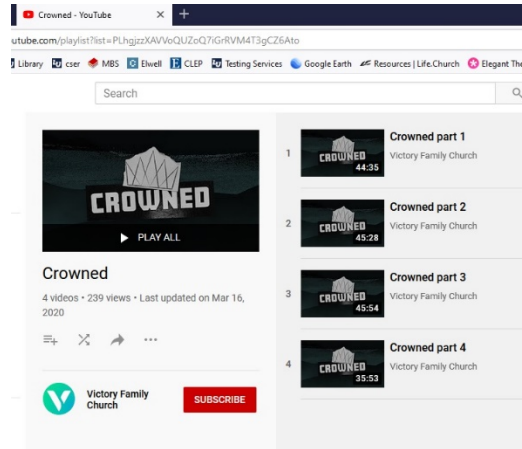 Crowned - YouTube
utube.com/playlist?list=PLhgjzzXAVVoQUZoQ7iGrRVM4T3gCZ6Ato
Library cser MBS Elwell CLEP Testing Services Google Earth Resources | Life.Church Elegant The
Search
CROWNED
PLAY ALL
Crowned
4 videos • 239 views • Last updated on Mar 16,
2020
Victory Family
Church
SUBSCRIBE
1
CROWNED
44:35
Crowned part 1
Victory Family Church
2
CROWNED
45:28
Crowned part 2
Victory Family Church
3
CROWNED
45:54
Crowned part 3
Victory Family Church
4
CROWNED
35:53
Crowned part 4
Victory Family Church